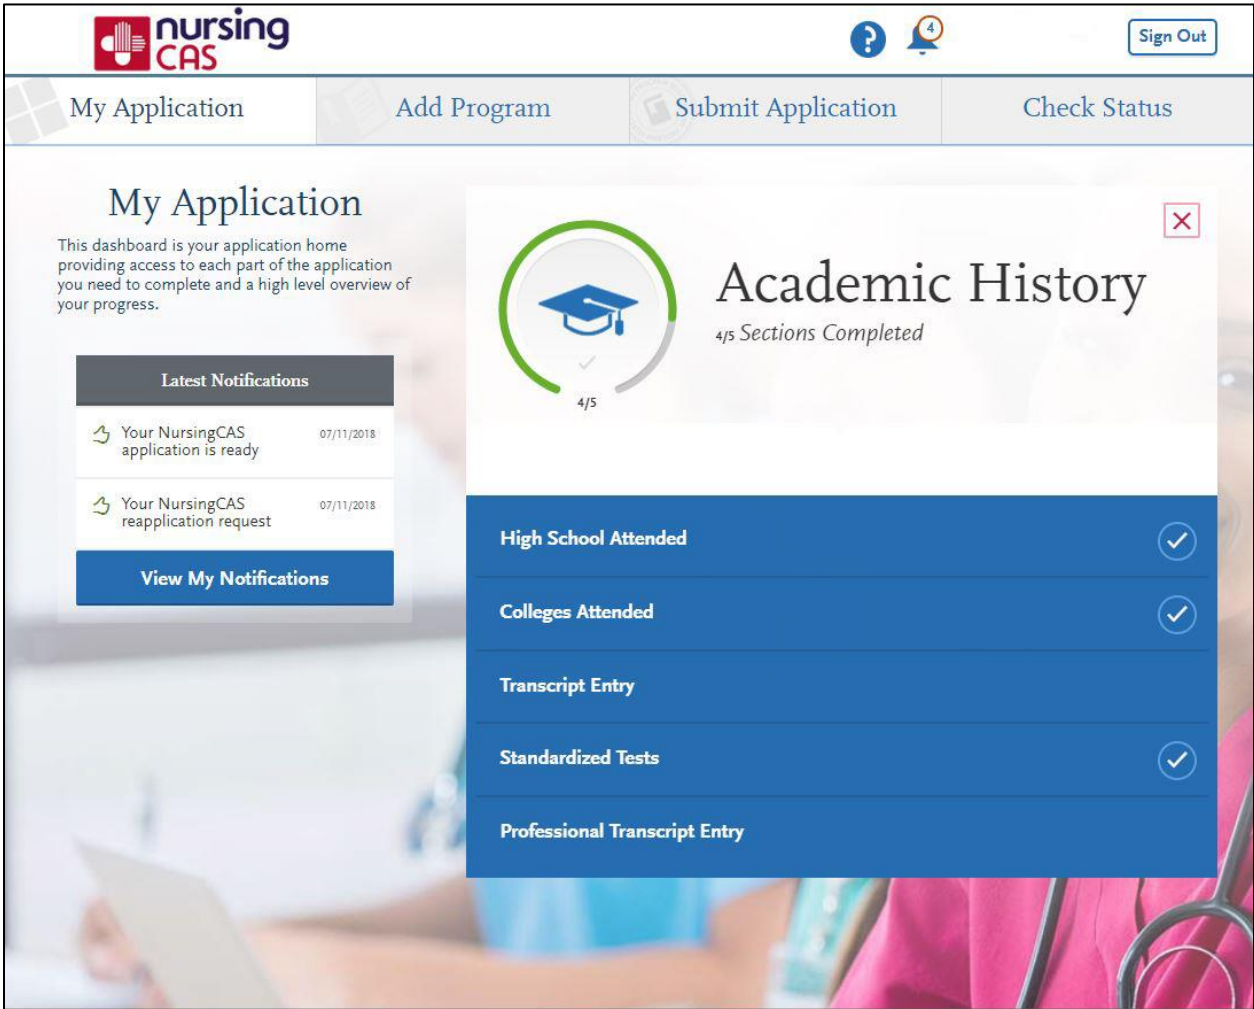 nursing
CAS
?
4
Sign Out
My Application
Add Program
Submit Application
Check Status
My Application
This dashboard is your application home
providing access to each part of the application
you need to complete and a high level overview of
your progress.
Latest Notifications
Your NursingCAS
application is ready
07/11/2018
Your NursingCAS
reapplication request
07/11/2018
View My Notifications
Academic History
4/5 Sections Completed
4/5
High School Attended
Colleges Attended
Transcript Entry
Standardized Tests
Professional Transcript Entry